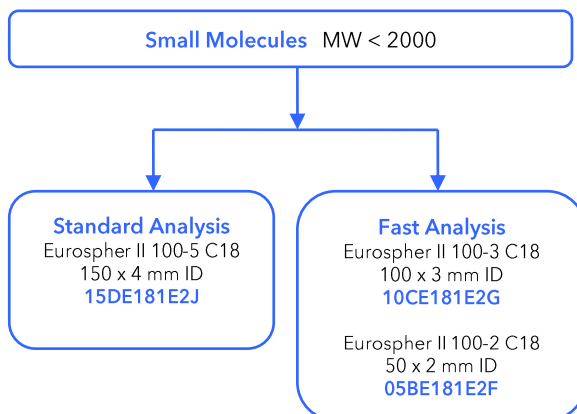 Small Molecules MW < 2000
Standard Analysis
Eurospher II 100-5 C18
150 x 4 mm ID
15DE181E2J
Fast Analysis
Eurospher II 100-3 C18
100 x 3 mm ID
10CE181E2G
Eurospher II 100-2 C18
50 x 2 mm ID
05BE181E2F